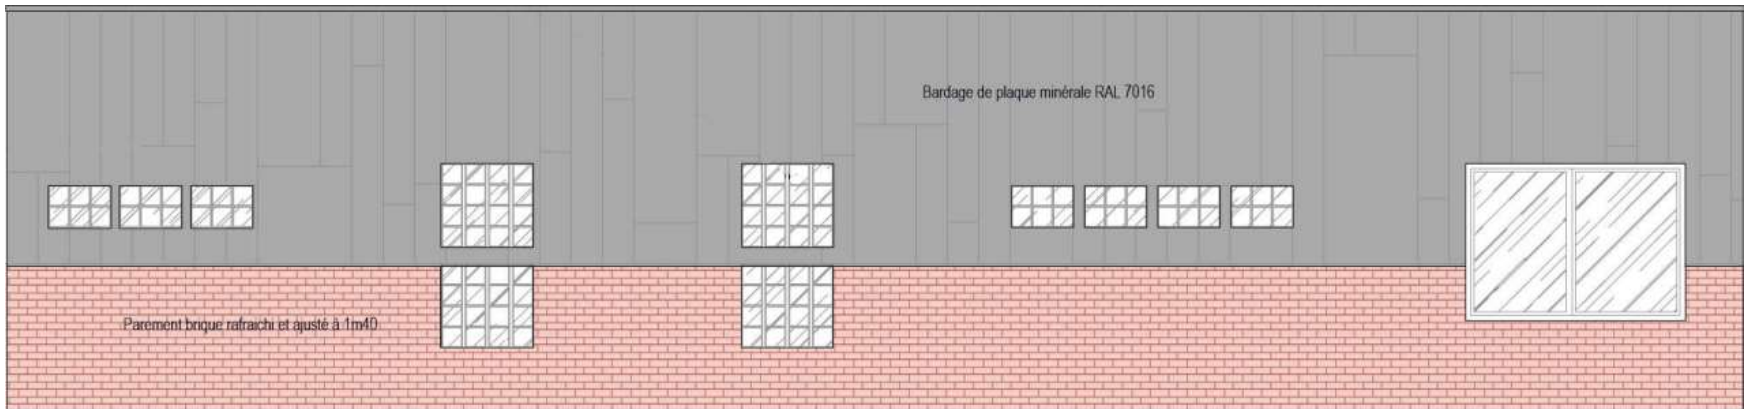 Bardage de plaque minérale RAL 7016
Parement brique rafraichi et ajusté à 1m40